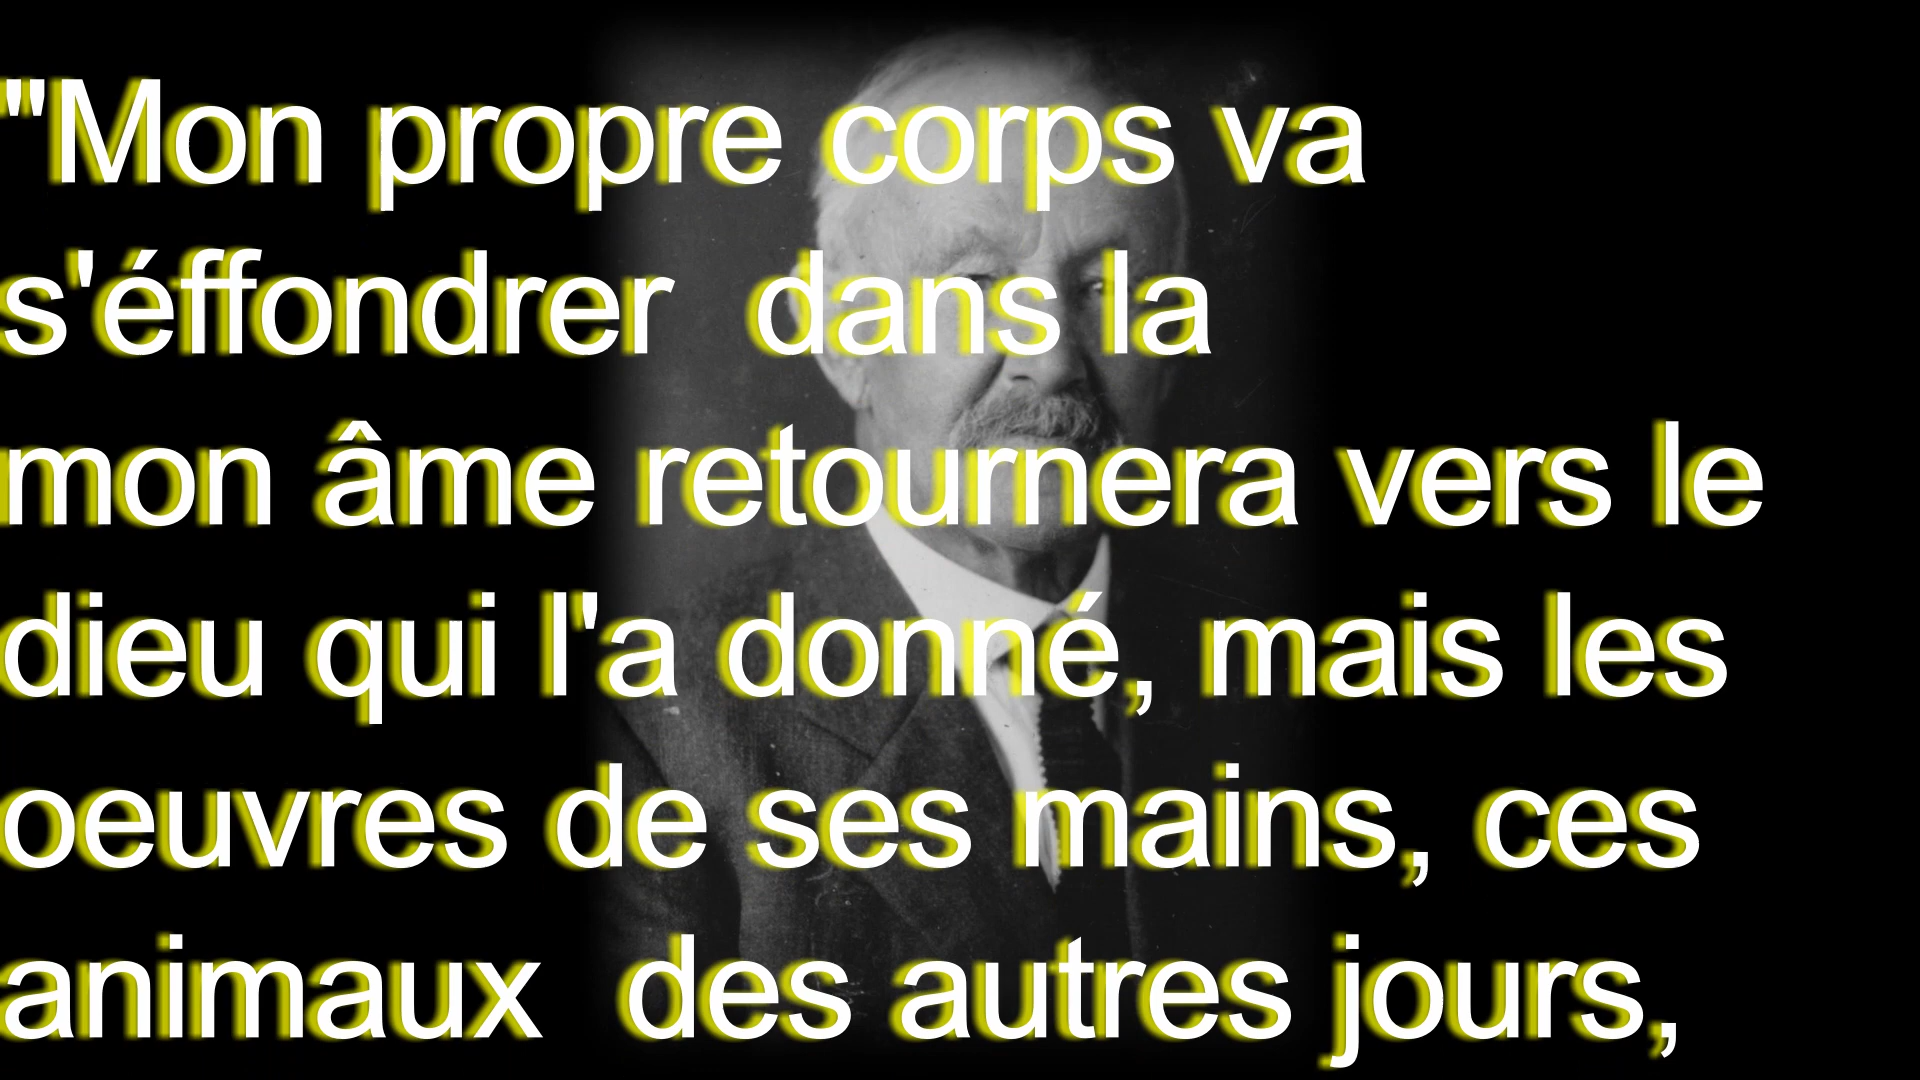 "Mon propre corps va
s'éffondrer  dans la
mon âme retournera vers le
dieu qui l'a donné, mais les
oeuvres de ses mains, ces
animaux  des autres jours,